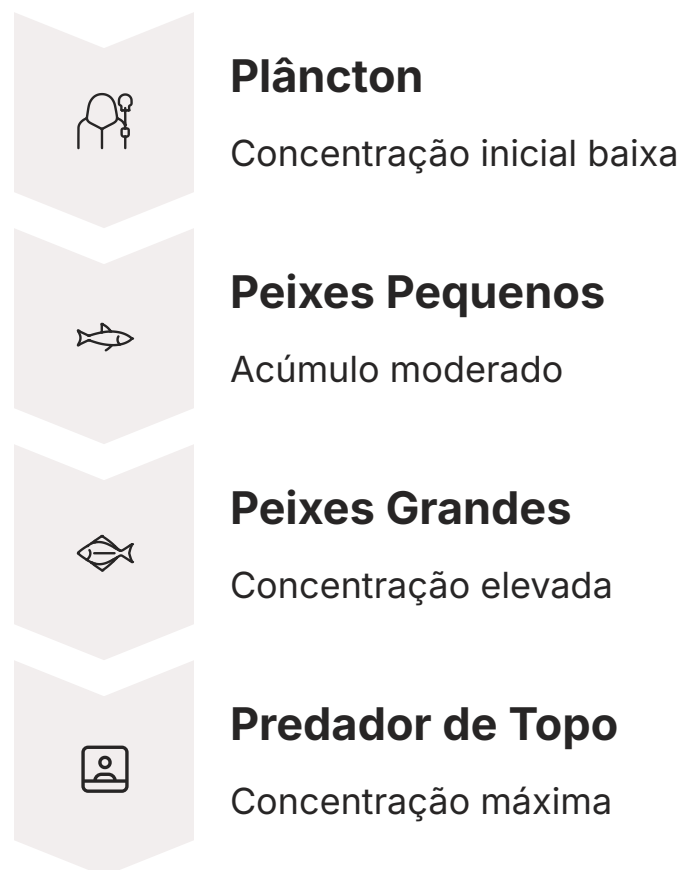 Plâncton
Concentração inicial baixa
Peixes Pequenos
Acúmulo moderado
Peixes Grandes
Concentração elevada
Predador de Topo
Concentração máxima